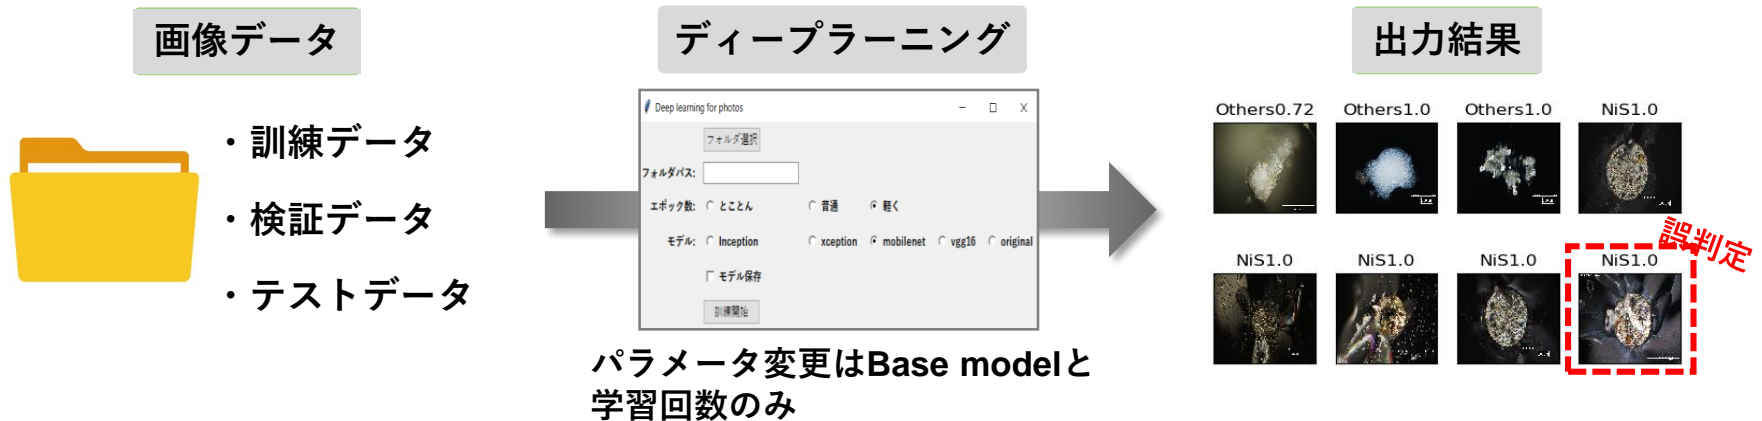 画像データ
・訓練データ
・検証データ
・テストデータ
ディープラーニング
Deep learning for photos
フォルダ選択
フォルダパス:
エポック数: とことん 普通 軽く
モデル: Inception xception mobilenet vgg16 original
モデル保存
訓練開始
パラメータ変更はBase modelと
学習回数のみ
出力結果
Others0.72 Others1.0 Others1.0 NiS1.0
NiS1.0 NiS1.0 NiS1.0 NiS1.0
誤判定